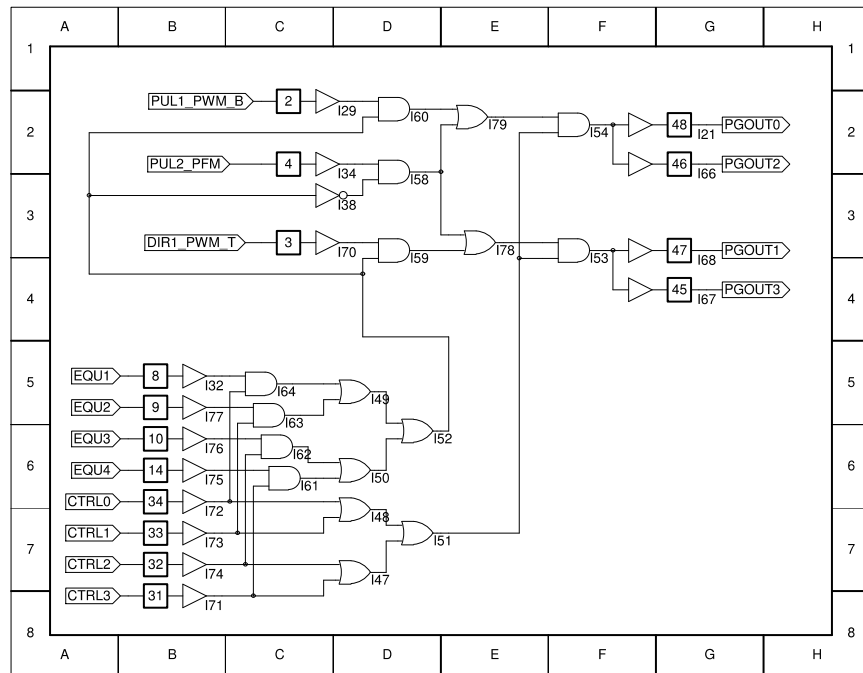 A B C D E F G H
1 1
PUL1_PWM_B 2 I29 I60 I79 I54 48 I21 PGOUT0
2 2
PUL2_PFM 4 I34 I58 46 I66 PGOUT2
I38
3 3
DIR1_PWM_T 3 I70 I59 I78 I53 47 I68 PGOUT1
45 I67 PGOUT3
4 4
EQU1 8 I32 I64 I49
5 5
EQU2 9 I77 I63
EQU3 10 I76 I62 I52
6 6
EQU4 14 I75 I61 I50
CTRL0 34 I72 I48
CTRL1 33 I73 I51
7 7
CTRL2 32 I74 I47
CTRL3 31 I71
8 8
A B C D E F G H